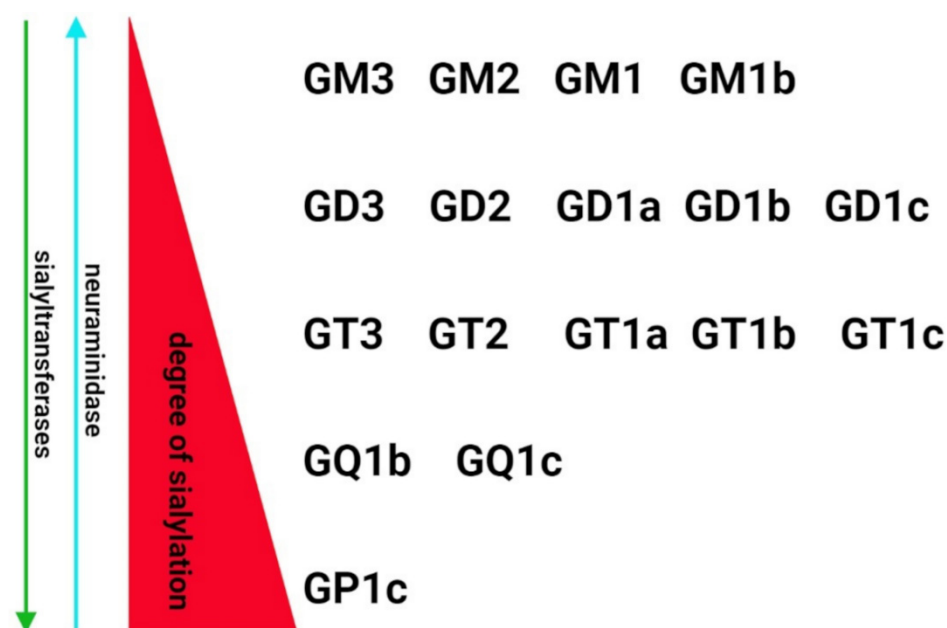 GM3 GM2 GM1 GM1b
GD3 GD2 GD1a GD1b GD1c
GT3 GT2 GT1a GT1b GT1c
GQ1b GQ1c
GP1c
sialyltransferases
neuraminidase
degree of sialylation